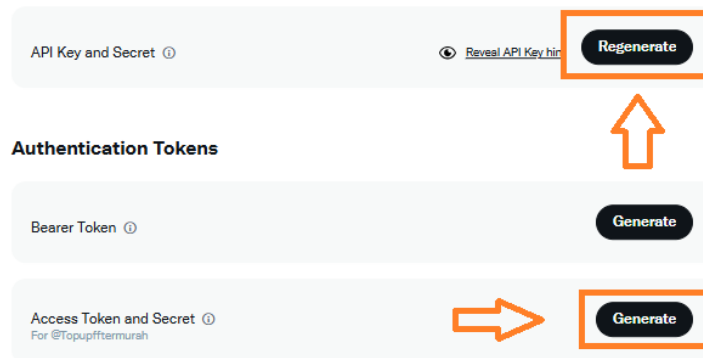 API Key and Secret
Reveal API Key hin
Regenerate
Authentication Tokens
Bearer Token
Generate
Access Token and Secret
Generate
For @Topupfftermurah